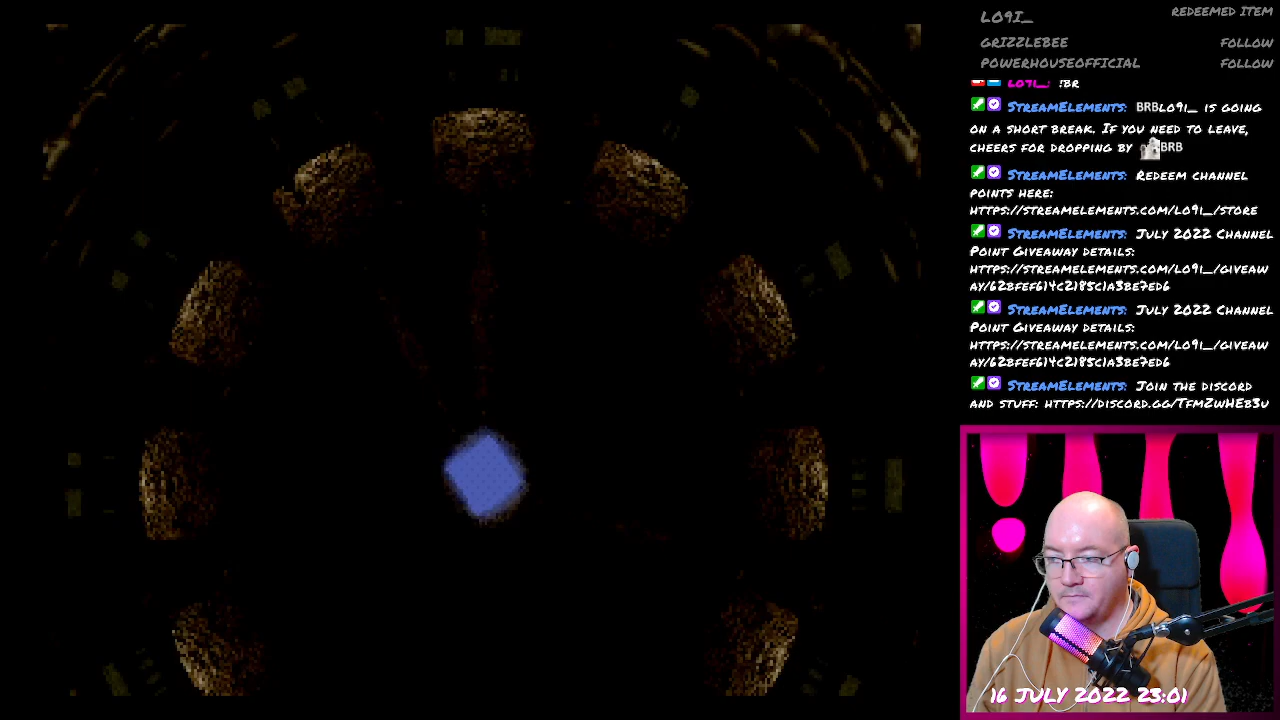 LO9I_ REDEEMED ITEM
GRIZZLEBEE FOLLOW
POWERHOUSEOFFICIAL FOLLOW
LO9I_: !BR
STREAMELEMENTS: BRB LO9I_ IS GOING
ON A SHORT BREAK. IF YOU NEED TO LEAVE,
CHEERS FOR DROPPING BY BRB
STREAMELEMENTS: REDEEM CHANNEL
POINTS HERE:
HTTPS://STREAMELEMENTS.COM/LO9I_/STORE
STREAMELEMENTS: JULY 2022 CHANNEL
POINT GIVEAWAY DETAILS:
HTTPS://STREAMELEMENTS.COM/LO9I_/GIVEAW
AY/62BFEF614C2185C1A3BE7ED6
STREAMELEMENTS: JULY 2022 CHANNEL
POINT GIVEAWAY DETAILS:
HTTPS://STREAMELEMENTS.COM/LO9I_/GIVEAW
AY/62BFEF614C2185C1A3BE7ED6
STREAMELEMENTS: JOIN THE DISCORD
AND STUFF: HTTPS://DISCORD.GG/TFMZWHEB3U
16 JULY 2022 23:01